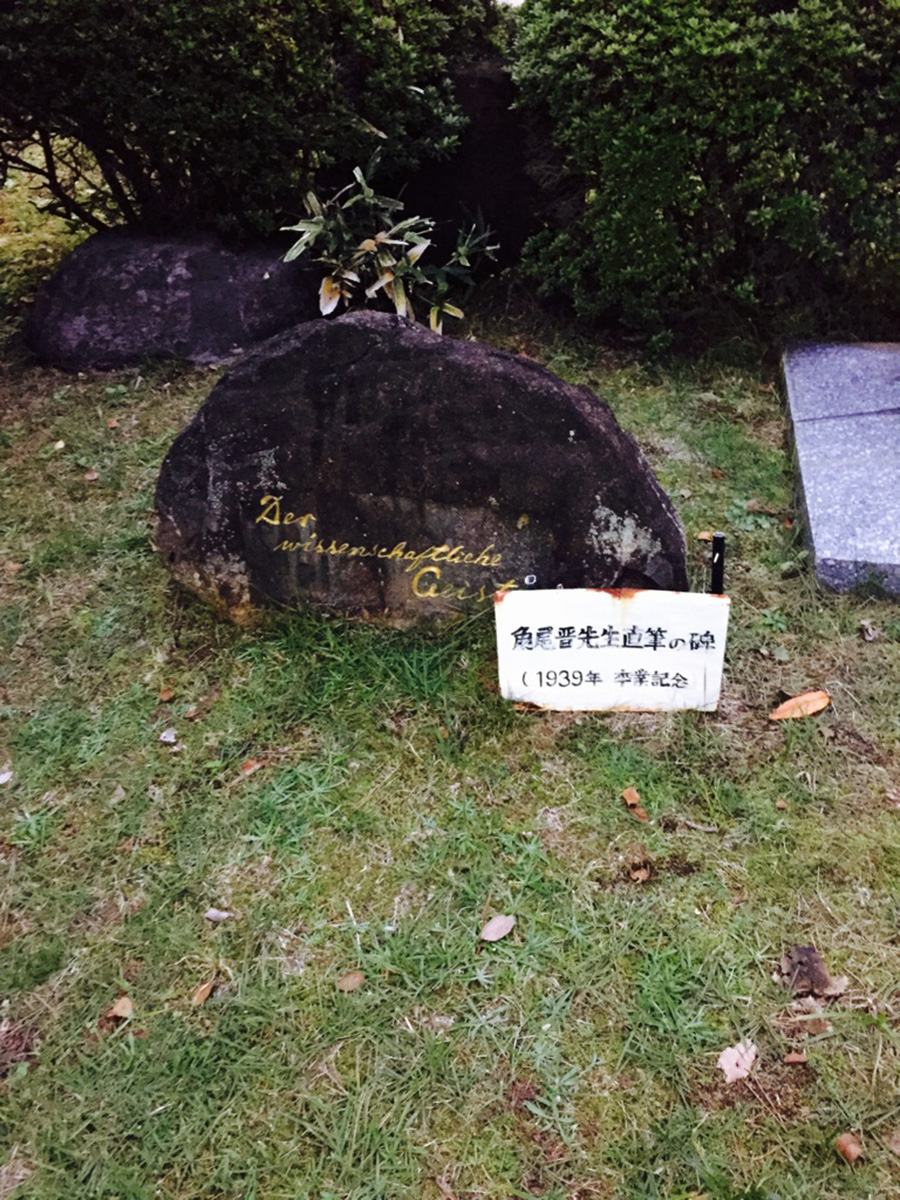 Der
wissenschaftliche
Geist
角尾晋先生直筆の碑
(1939年 卒業記念